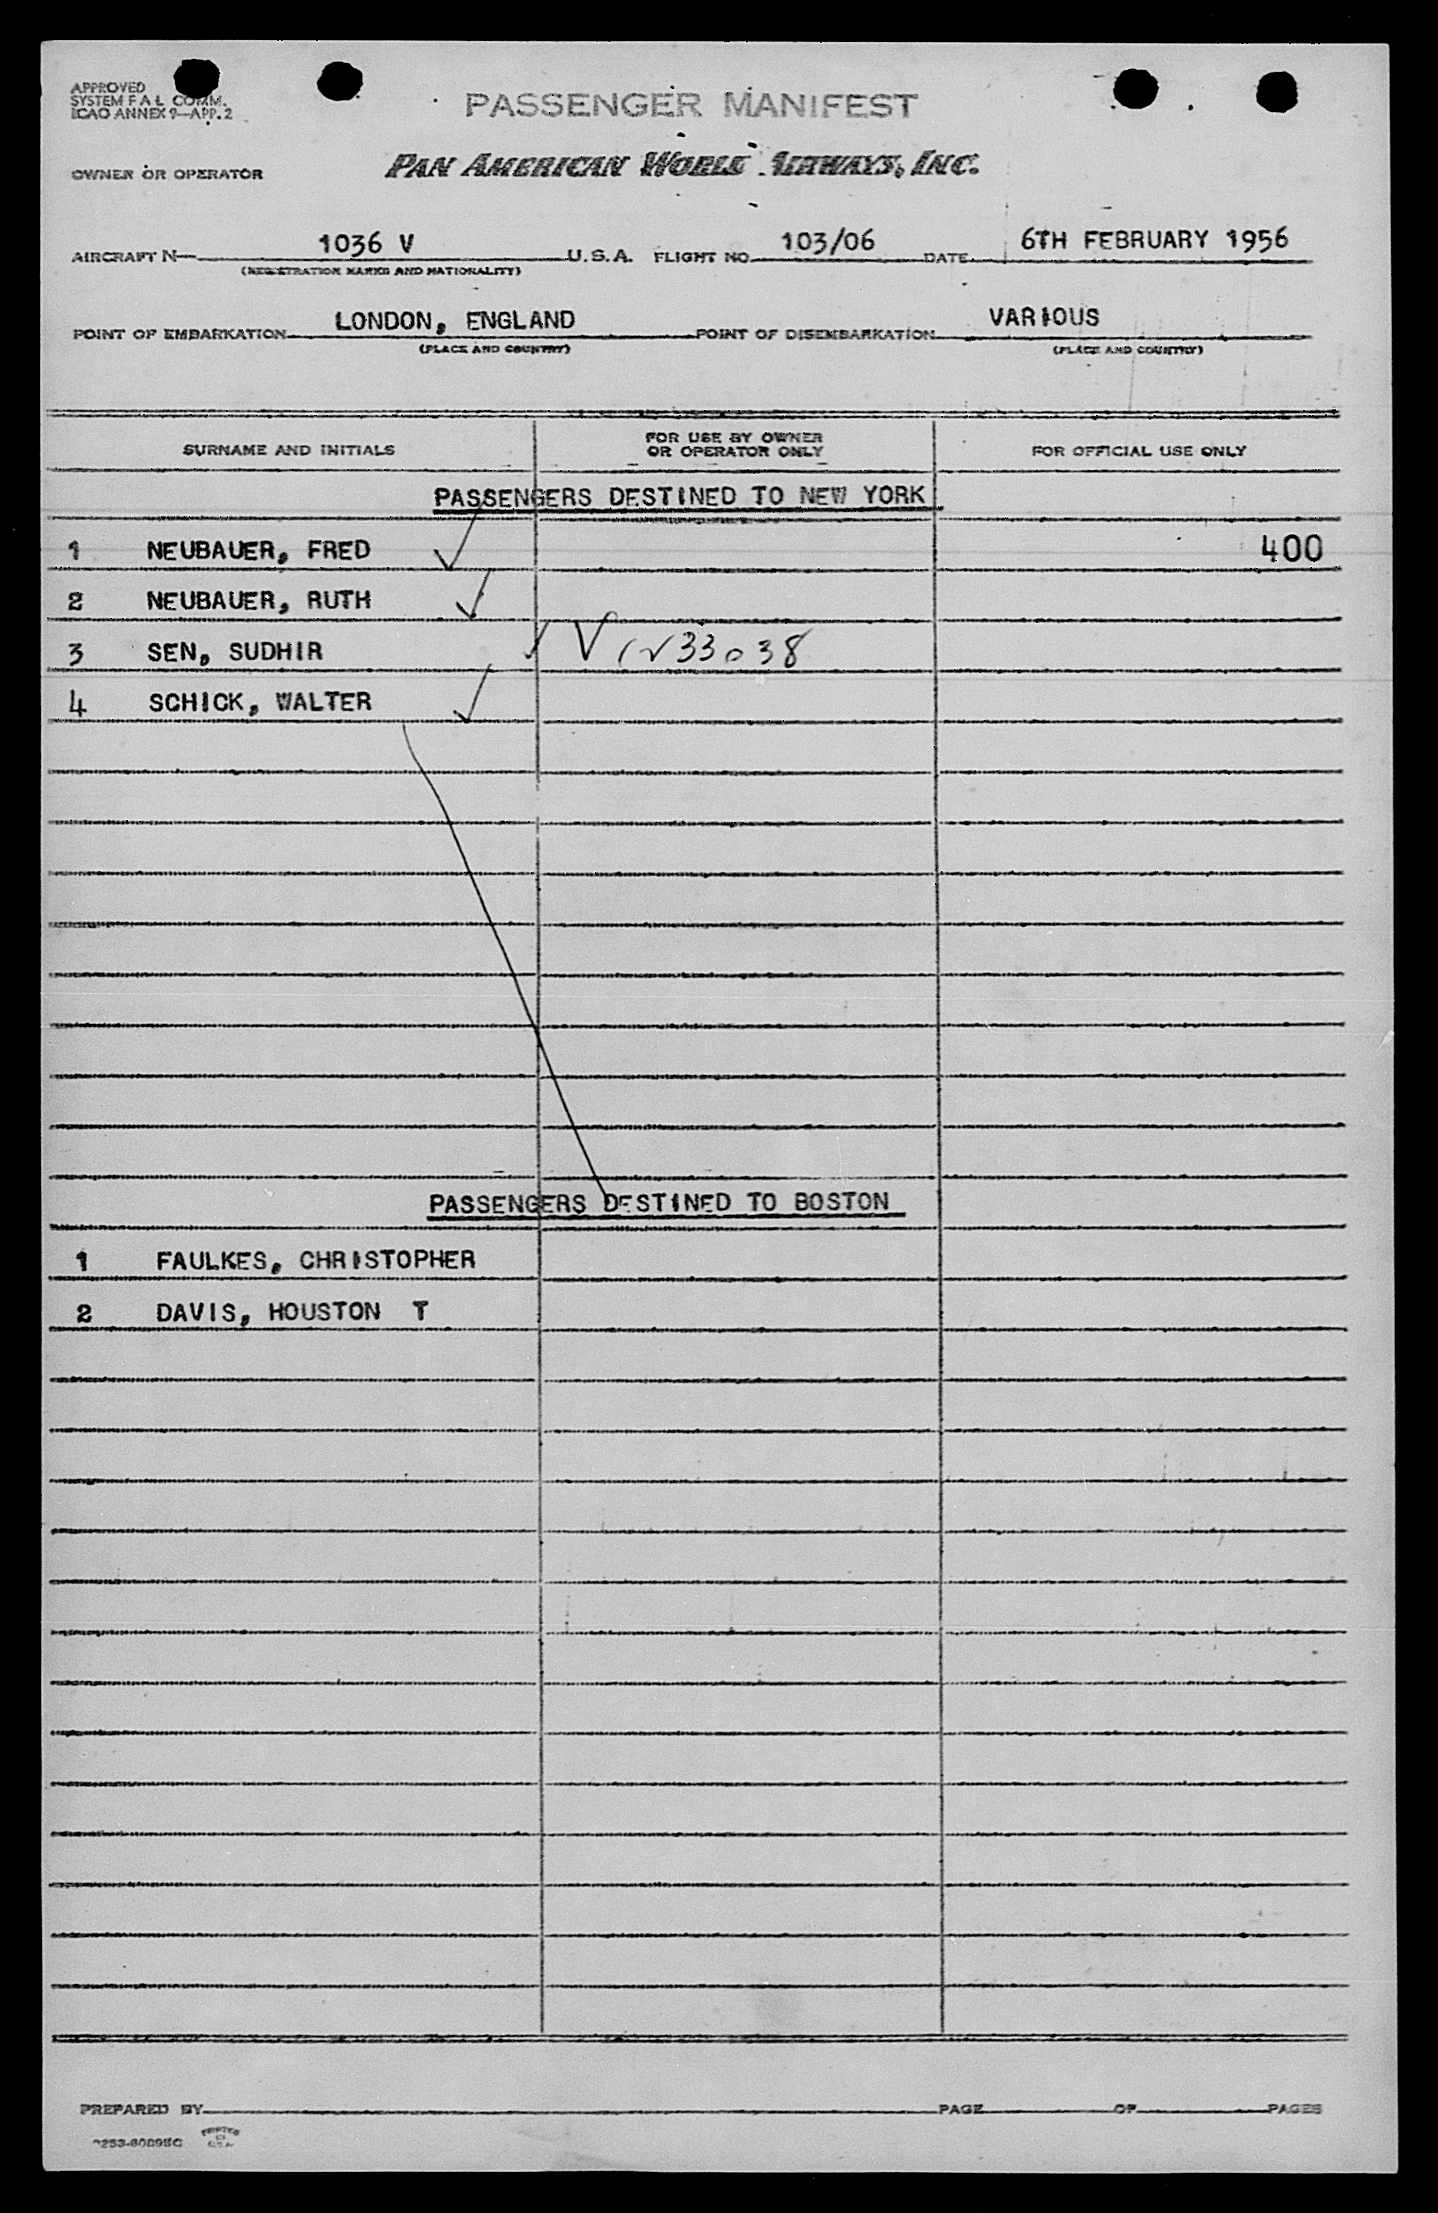 APPROVED
SYSTEM F A L COMM.
ICAO ANNEX 9—APP. 2
PASSENGER MANIFEST
OWNER OR OPERATOR PAN AMERICAN WORLD AIRWAYS, INC.
AIRCRAFT N— 1036 V U.S.A. FLIGHT NO. 103/06 DATE 6TH FEBRUARY 1956
(REGISTRATION MARKS AND NATIONALITY)
POINT OF EMBARKATION LONDON, ENGLAND POINT OF DISEMBARKATION VARIOUS
(PLACE AND COUNTRY) (PLACE AND COUNTRY)
SURNAME AND INITIALS FOR USE BY OWNER OR OPERATOR ONLY FOR OFFICIAL USE ONLY
PASSENGERS DESTINED TO NEW YORK
1 NEUBAUER, FRED 400
2 NEUBAUER, RUTH
3 SEN, SUDHIR V 33038
4 SCHICK, WALTER
PASSENGERS DESTINED TO BOSTON
1 FAULKES, CHRISTOPHER
2 DAVIS, HOUSTON T
PREPARED BY PAGE OF PAGES
PRINTED
IN
U.S.A.